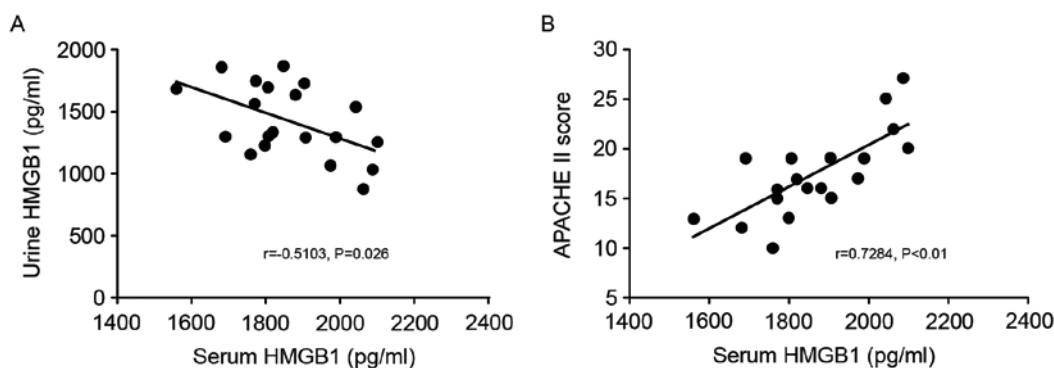 A
Urine HMGB1 (pg/ml)
2000
1500
1000
500
0
r=-0.5103, P=0.026
1400 1600 1800 2000 2200 2400
Serum HMGB1 (pg/ml)
B
APACHE II score
30
25
20
15
10
5
r=0.7284, P<0.01
1400 1600 1800 2000 2200 2400
Serum HMGB1 (pg/ml)